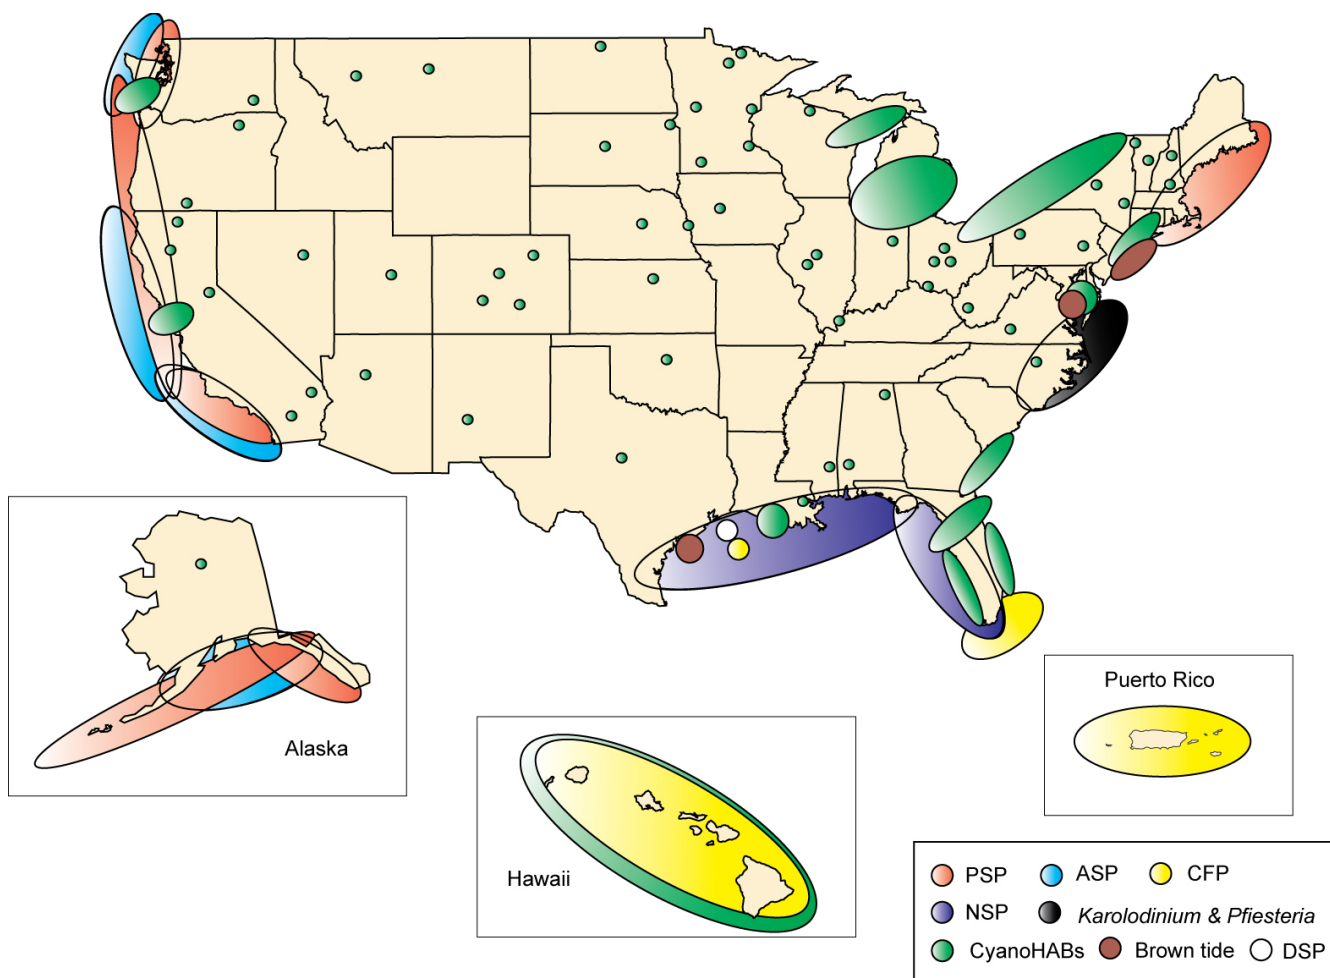 Alaska
Hawaii
Puerto Rico
PSP ASP CFP
NSP Karolodinium & Pfiesteria
CyanoHABs Brown tide DSP